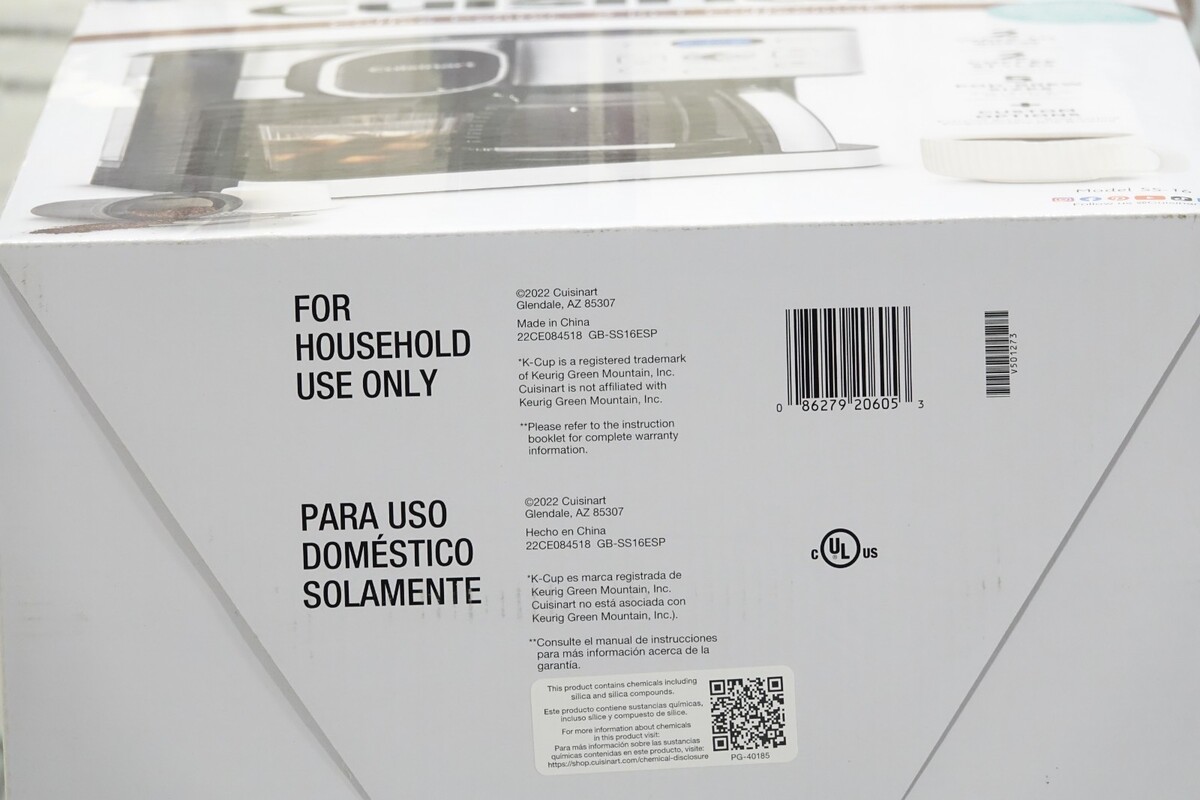 Cuisinart
OPTIONS
FOR
HOUSEHOLD
USE ONLY
©2022 Cuisinart
Glendale, AZ 85307
Made in China
22CE084518 GB-SS16ESP
*K-Cup is a registered trademark
of Keurig Green Mountain, Inc.
Cuisinart is not affiliated with
Keurig Green Mountain, Inc.
**Please refer to the instruction
booklet for complete warranty
information.
0 86279 20605 3
V501273
PARA USO
DOMÉSTICO
SOLAMENTE
©2022 Cuisinart
Glendale, AZ 85307
Hecho en China
22CE084518 GB-SS16ESP
*K-Cup es marca registrada de
Keurig Green Mountain, Inc.
Cuisinart no está asociada con
Keurig Green Mountain, Inc.).
**Consulte el manual de instrucciones
para más información acerca de la
garantía.
C UL US
This product contains chemicals including
silica and silica compounds.
Este producto contiene sustancias químicas,
incluso sílice y compuesto de sílice.
For more information about chemicals
in this product visit:
Para más información sobre las sustancias
químicas contenidas en este producto, visite:
https://shop.cuisinart.com/chemical-disclosure
PG-40185